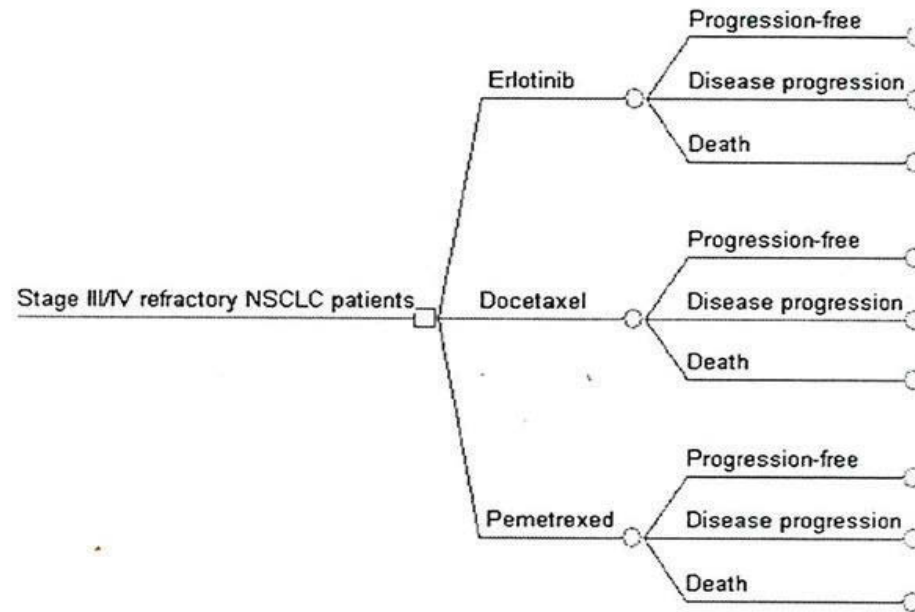 Progression-free
Erlotinib
Disease progression
Death
Progression-free
Stage III/IV refractory NSCLC patients
Docetaxel
Disease progression
Death
Progression-free
Pemetrexed
Disease progression
Death